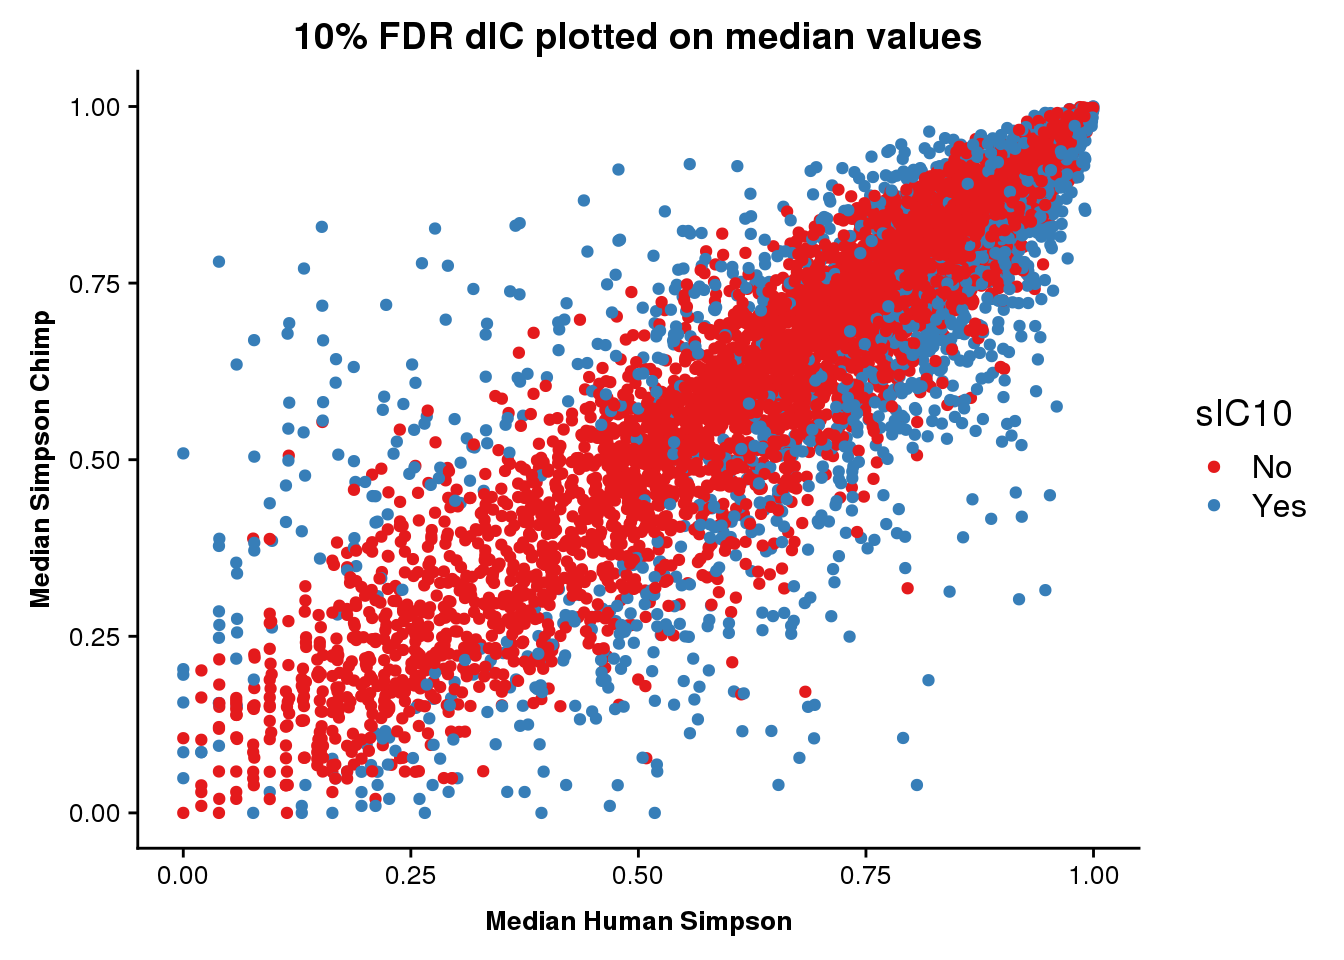 10% FDR dIC plotted on median values
Median Simpson Chimp
1.00
0.75
0.50
0.25
0.00
0.00 0.25 0.50 0.75 1.00
Median Human Simpson
sIC10
No
Yes